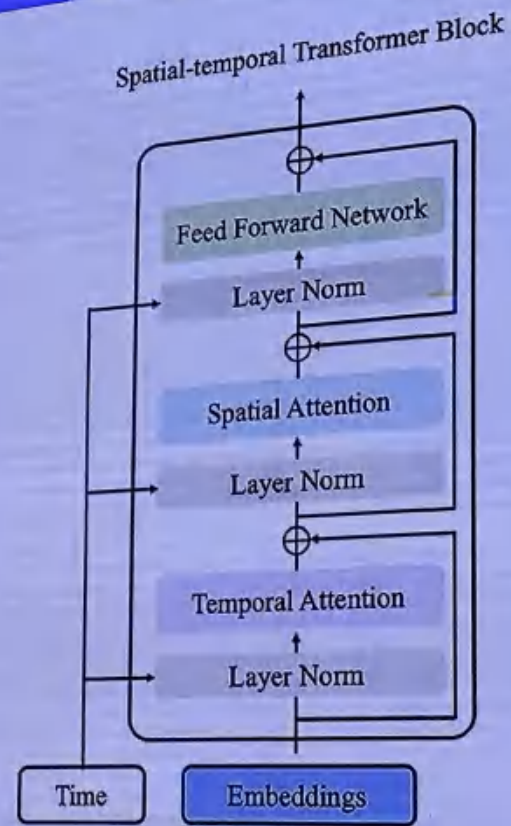 Spatial-temporal Transformer Block
Feed Forward Network
Layer Norm
Spatial Attention
Layer Norm
Temporal Attention
Layer Norm
Time
Embeddings